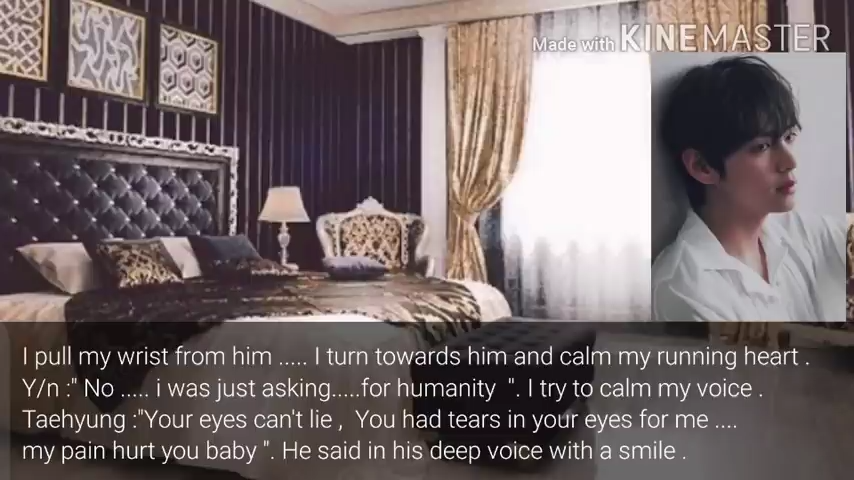 Made with KINEMASTER
I pull my wrist from him ..... I turn towards him and calm my running heart .
Y/n :" No ..... i was just asking.....for humanity ". I try to calm my voice .
Taehyung :"Your eyes can't lie , You had tears in your eyes for me ....
my pain hurt you baby ". He said in his deep voice with a smile .